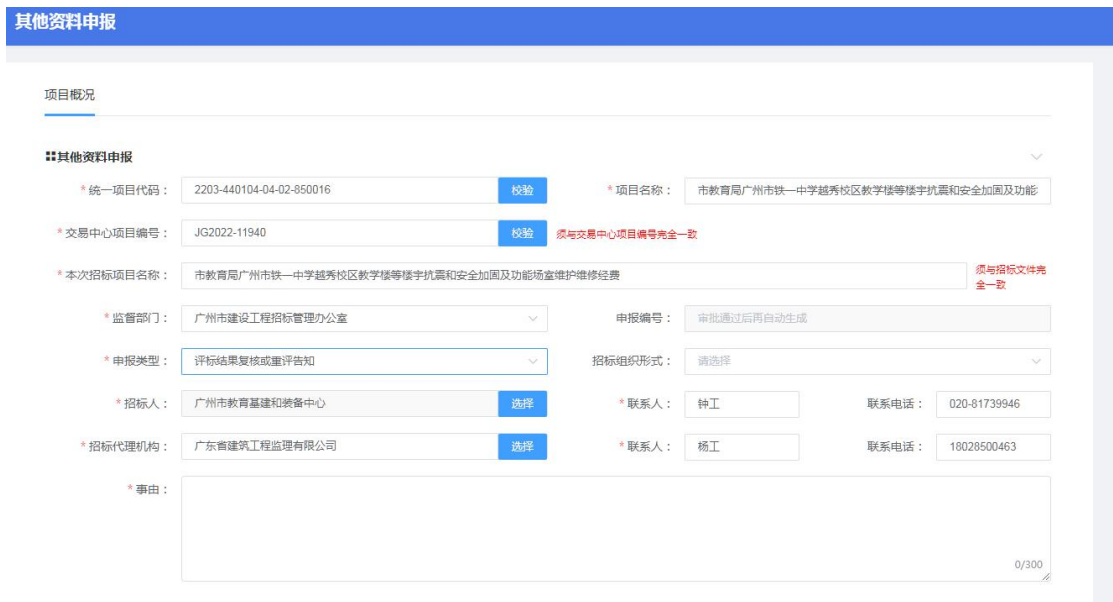 其他资料申报
项目概况
其他资料申报
*统一项目代码： 2203-440104-04-02-850016 校验 *项目名称： 市教育局广州市铁一中学越秀校区教学楼等楼宇抗震和安全加固及功能
*交易中心项目编号： JG2022-11940 校验 须与交易中心项目编号完全一致
*本次招标项目名称： 市教育局广州市铁一中学越秀校区教学楼等楼宇抗震和安全加固及功能场室维护维修经费 须与招标文件完
全一致
*监督部门： 广州市建设工程招标管理办公室 申报编号： 审批通过后再自动生成
*申报类型： 评标结果复核或重评告知 招标组织形式： 请选择
*招标人： 广州市教育基建和装备中心 选择 *联系人： 钟工 联系电话： 020-81739946
*招标代理机构： 广东省建筑工程监理有限公司 选择 *联系人： 杨工 联系电话： 18028500463
*事由：
0/300